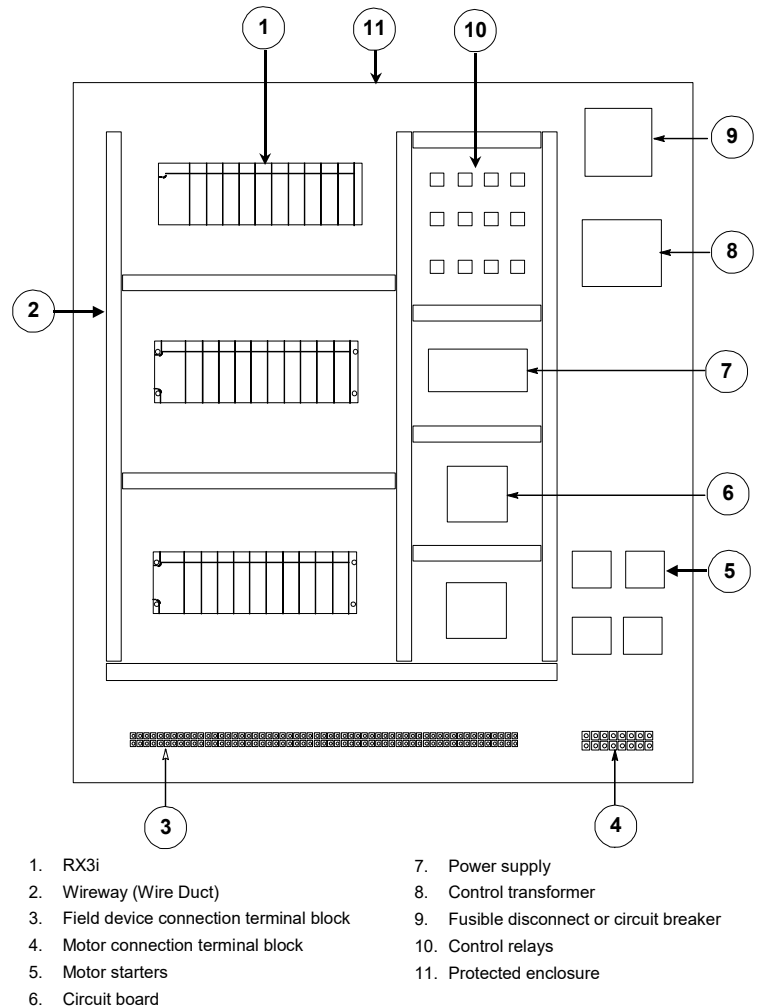 1
11
10
9
8
2
7
6
5
3
4
1. RX3i
2. Wireway (Wire Duct)
3. Field device connection terminal block
4. Motor connection terminal block
5. Motor starters
6. Circuit board
7. Power supply
8. Control transformer
9. Fusible disconnect or circuit breaker
10. Control relays
11. Protected enclosure